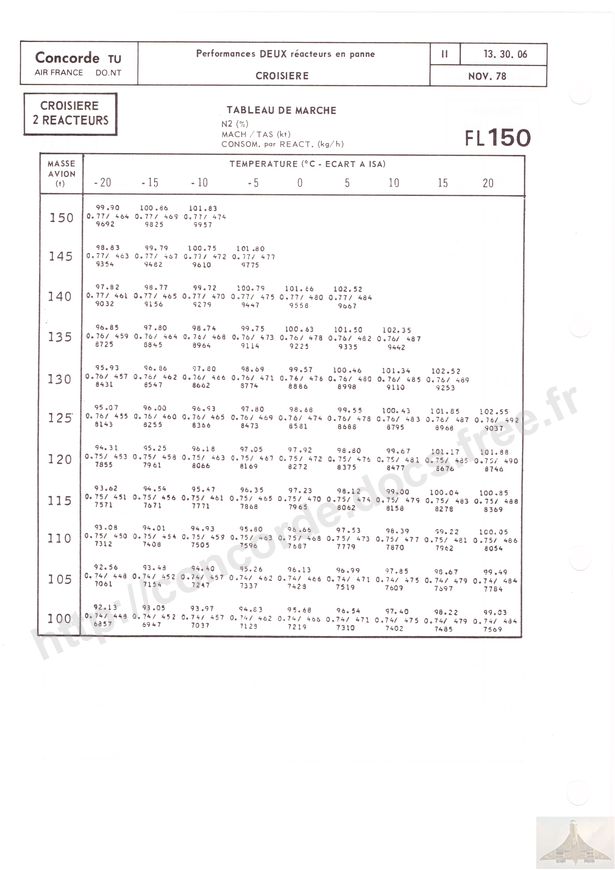 Concorde TU
AIR FRANCE DO.NT
Performances DEUX réacteurs en panne
CROISIERE
II
13. 30. 06
NOV. 78
CROISIERE
2 REACTEURS
TABLEAU DE MARCHE
N2 (%)
MACH / TAS (kt)
CONSOM. par REACT. (kg/h)
FL150
MASSE AVION (t)
TEMPERATURE (°C - ECART A ISA)
-20 -15 -10 -5 0 5 10 15 20
99.90 100.86 101.83
150 0.77/ 464 0.77/ 469 0.77/ 474
9692 9825 9957
98.83 99.79 100.75 101.80
145 0.77/ 463 0.77/ 467 0.77/ 472 0.77/ 477
9354 9482 9610 9775
97.82 98.77 99.72 100.79 101.66 102.52
140 0.77/ 461 0.77/ 465 0.77/ 470 0.77/ 475 0.77/ 480 0.77/ 484
9032 9156 9279 9447 9558 9667
96.85 97.80 98.74 99.75 100.63 101.50 102.35
135 0.76/ 459 0.76/ 464 0.76/ 468 0.76/ 473 0.76/ 478 0.76/ 482 0.76/ 487
8725 8845 8964 9114 9225 9335 9442
95.93 96.86 97.80 98.69 99.57 100.46 101.34 102.52
130 0.76/ 457 0.76/ 462 0.76/ 466 0.76/ 471 0.76/ 476 0.76/ 480 0.76/ 485 0.76/ 489
8431 8547 8662 8774 8886 8998 9110 9253
95.07 96.00 96.93 97.80 98.68 99.55 100.43 101.85 102.55
125 0.76/ 455 0.76/ 460 0.76/ 465 0.76/ 469 0.76/ 474 0.76/ 478 0.76/ 483 0.76/ 487 0.76/ 492
8143 8255 8366 8473 8581 8688 8795 8968 9037
94.31 95.25 96.18 97.05 97.92 98.80 99.67 101.17 101.88
120 0.75/ 453 0.75/ 458 0.75/ 463 0.75/ 467 0.75/ 472 0.75/ 476 0.75/ 481 0.75/ 485 0.75/ 490
7855 7961 8066 8169 8272 8375 8477 8676 8746
93.62 94.54 95.47 96.35 97.23 98.12 99.00 100.04 100.85
115 0.75/ 451 0.75/ 456 0.75/ 461 0.75/ 465 0.75/ 470 0.75/ 474 0.75/ 479 0.75/ 483 0.75/ 488
7571 7671 7771 7868 7965 8062 8158 8278 8369
93.08 94.01 94.93 95.80 96.66 97.53 98.39 99.22 100.05
110 0.75/ 450 0.75/ 454 0.75/ 459 0.75/ 463 0.75/ 468 0.75/ 473 0.75/ 477 0.75/ 481 0.75/ 486
7312 7408 7505 7596 7687 7779 7870 7962 8054
92.56 93.48 94.40 95.26 96.13 96.99 97.85 98.67 99.49
105 0.74/ 448 0.74/ 452 0.74/ 457 0.74/ 462 0.74/ 466 0.74/ 471 0.74/ 475 0.74/ 479 0.74/ 484
7061 7154 7247 7337 7428 7519 7609 7697 7784
92.13 93.05 93.97 94.83 95.68 96.54 97.40 98.22 99.03
100 0.74/ 448 0.74/ 452 0.74/ 457 0.74/ 462 0.74/ 466 0.74/ 471 0.74/ 475 0.74/ 479 0.74/ 484
6857 6947 7037 7128 7219 7310 7402 7485 7569
http://concorde.docs.free.fr